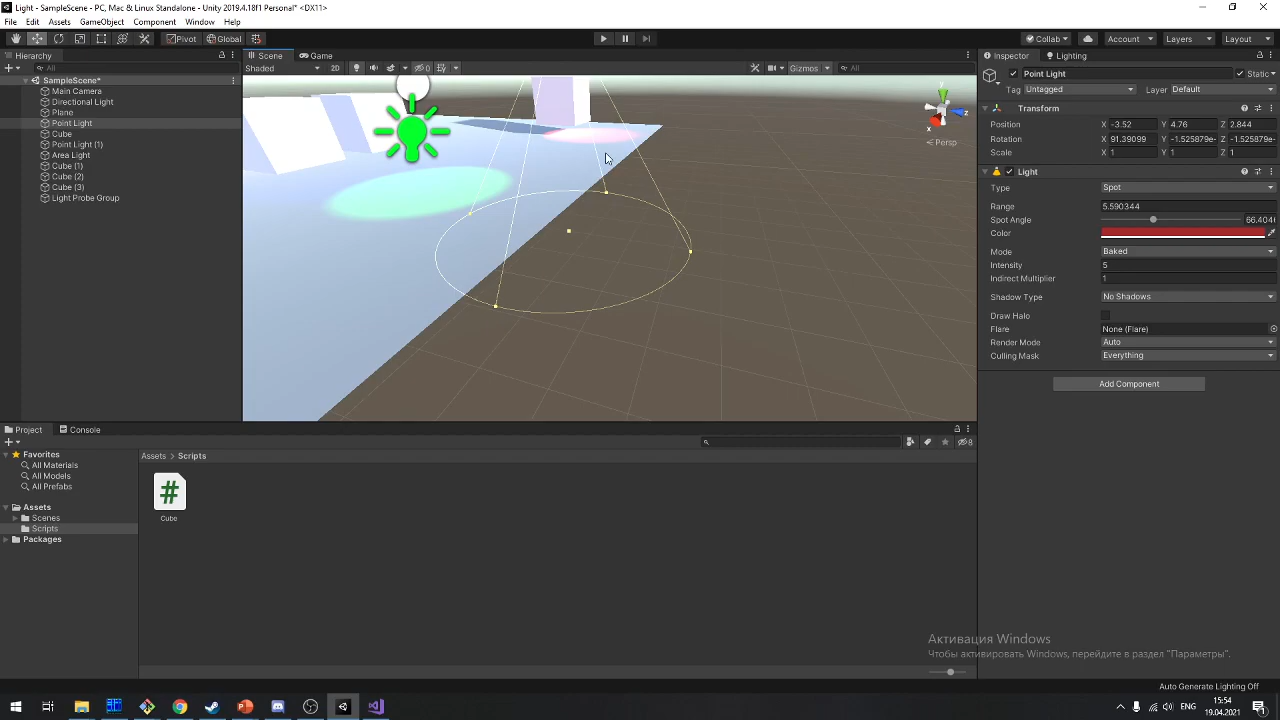 Light - SampleScene - PC, Mac & Linux Standalone - Unity 2019.4.18f1 Personal* <DX11>
File Edit Assets GameObject Component Window Help
Pivot Global Collab Account Layers Layout
Hierarchy
All
SampleScene*
Main Camera
Directional Light
Plane
Point Light
Cube
Point Light (1)
Area Light
Cube (1)
Cube (2)
Cube (3)
Light Probe Group
Scene Game
Shaded 2D 0 Gizmos All
y
z
x
Persp
Inspector Lighting
Point Light Static
Tag Untagged Layer Default
Transform
Position X -3.52 Y 4.76 Z 2.844
Rotation X 91.39099 Y -1.525879e- Z -1.525879e-
Scale X 1 Y 1 Z 1
Light
Type Spot
Range 5.590344
Spot Angle 66.404
Color
Mode Baked
Intensity 5
Indirect Multiplier 1
Shadow Type No Shadows
Draw Halo
Flare None (Flare)
Render Mode Auto
Culling Mask Everything
Add Component
Project Console
8
Favorites
All Materials
All Models
All Prefabs
Assets
Scenes
Scripts
Packages
Assets > Scripts
#
Cube
Активация Windows
Чтобы активировать Windows, перейдите в раздел "Параметры".
Auto Generate Lighting Off
ENG
15:54
19.04.2021